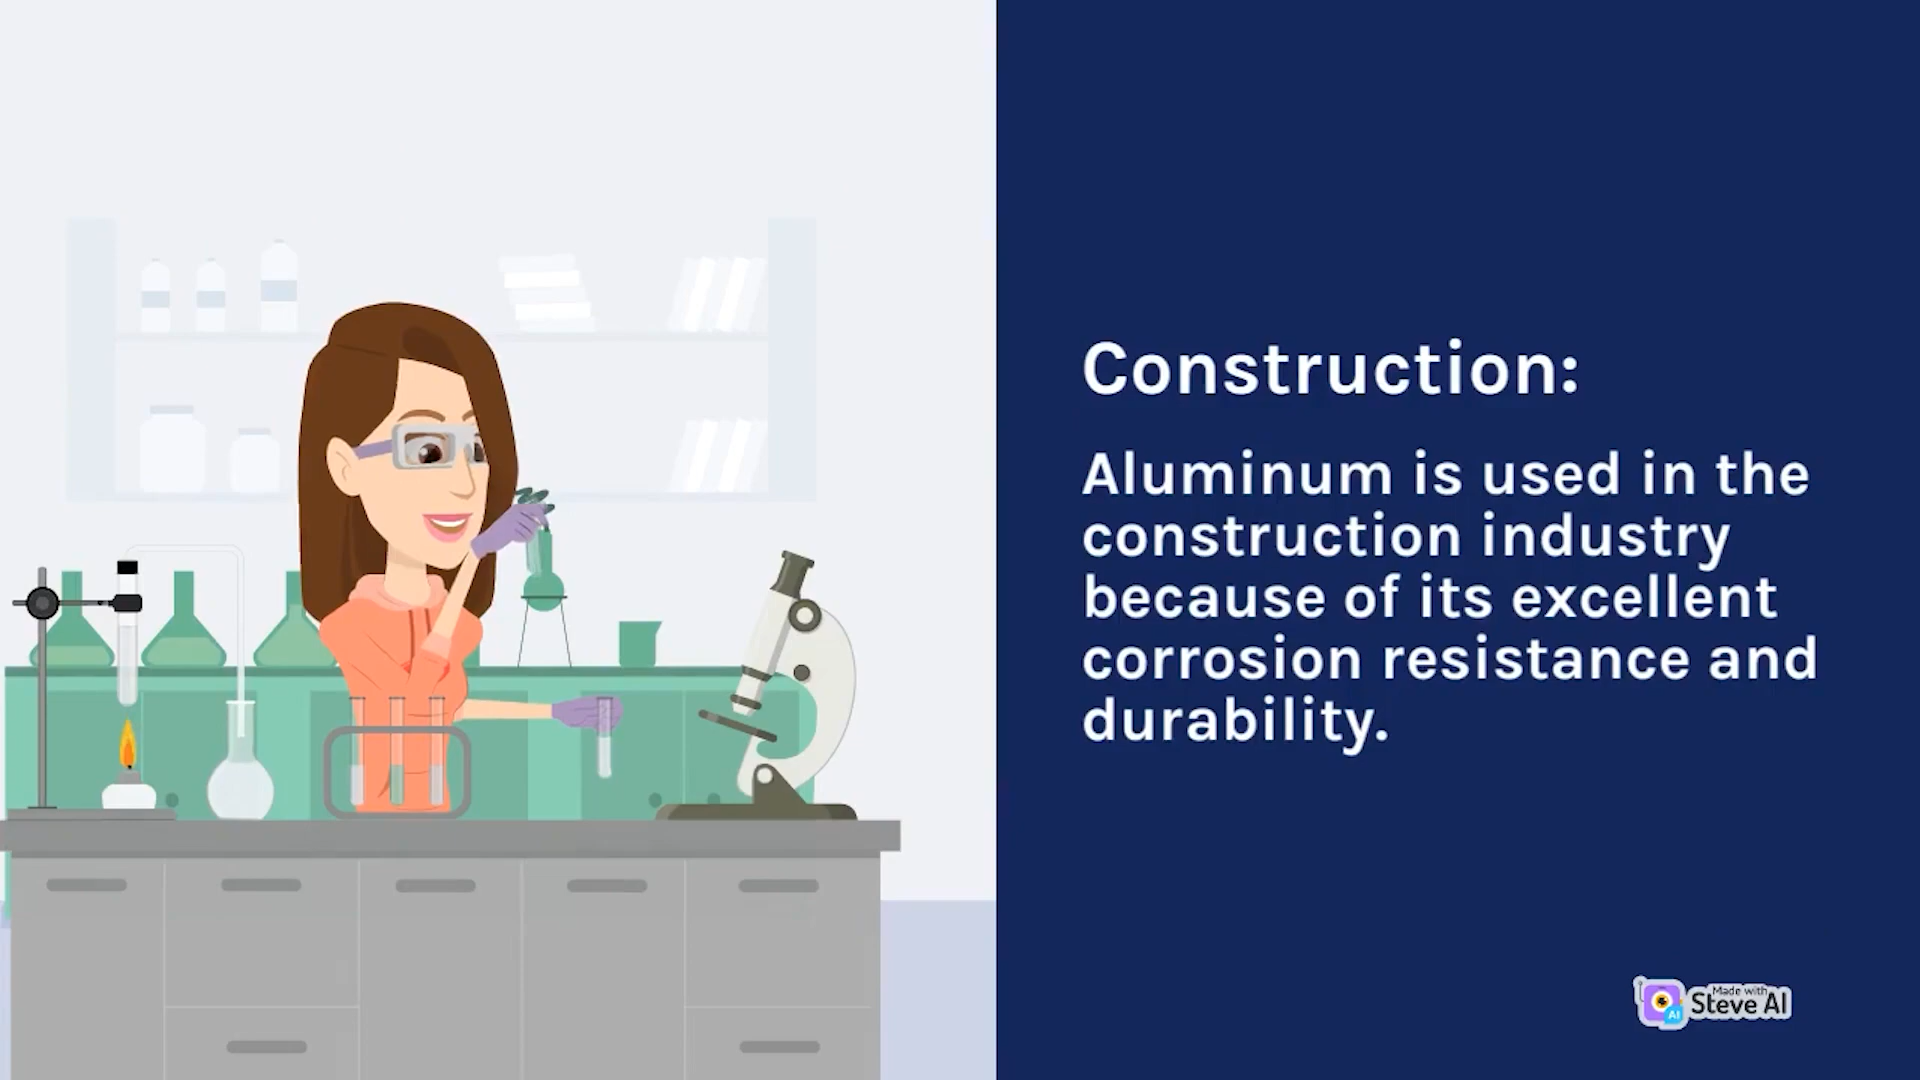 Construction:
Aluminum is used in the
construction industry
because of its excellent
corrosion resistance and
durability.
Made with
Steve AI
AI